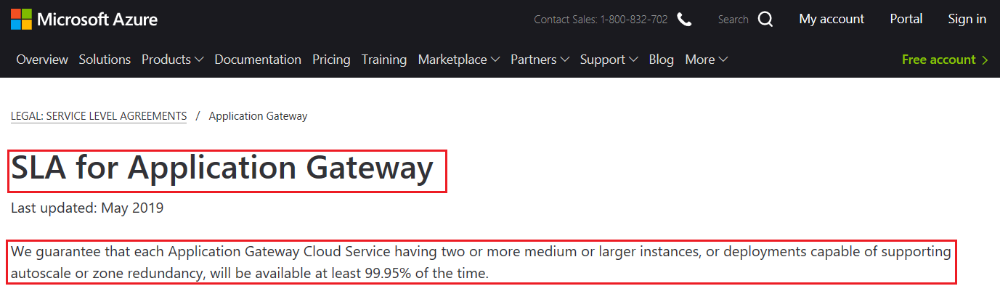 Microsoft Azure
Contact Sales: 1-800-832-702
Search
My account
Portal
Sign in
Overview
Solutions
Products
Documentation
Pricing
Training
Marketplace
Partners
Support
Blog
More
Free account
LEGAL: SERVICE LEVEL AGREEMENTS / Application Gateway
SLA for Application Gateway
Last updated: May 2019
We guarantee that each Application Gateway Cloud Service having two or more medium or larger instances, or deployments capable of supporting
autoscale or zone redundancy, will be available at least 99.95% of the time.